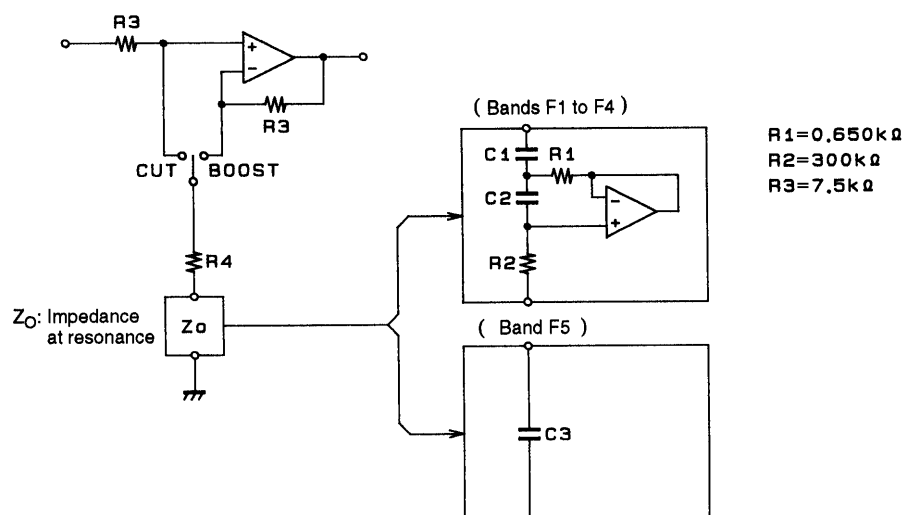 R3
+
−
R3
CUT
BOOST
R4
ZO: Impedance
at resonance
Zo
( Bands F1 to F4 )
C1
R1
C2
−
+
R2
( Band F5 )
C3
R1=0.650kΩ
R2=300kΩ
R3=7.5kΩ